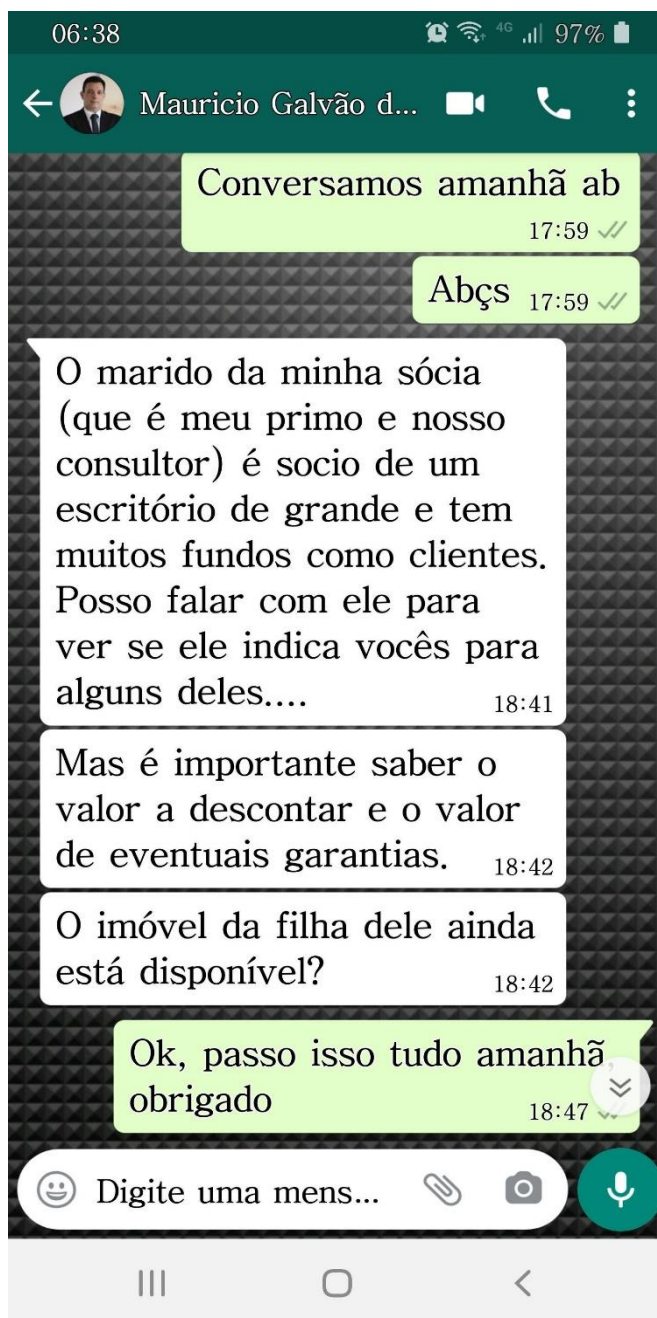 06:38
4G 97%
Mauricio Galvão d...
Conversamos amanhã ab
17:59
Abçs 17:59
O marido da minha sócia
(que é meu primo e nosso
consultor) é socio de um
escritório de grande e tem
muitos fundos como clientes.
Posso falar com ele para
ver se ele indica vocês para
alguns deles.... 18:41
Mas é importante saber o
valor a descontar e o valor
de eventuais garantias. 18:42
O imóvel da filha dele ainda
está disponível? 18:42
Ok, passo isso tudo amanhã,
obrigado 18:47
Digite uma mens...